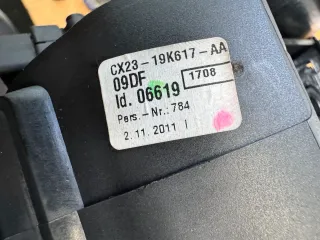 CX23-19K617-AA
09DF 1708
Id. 06619
Pers.-Nr.: 784
2.11.2011 |